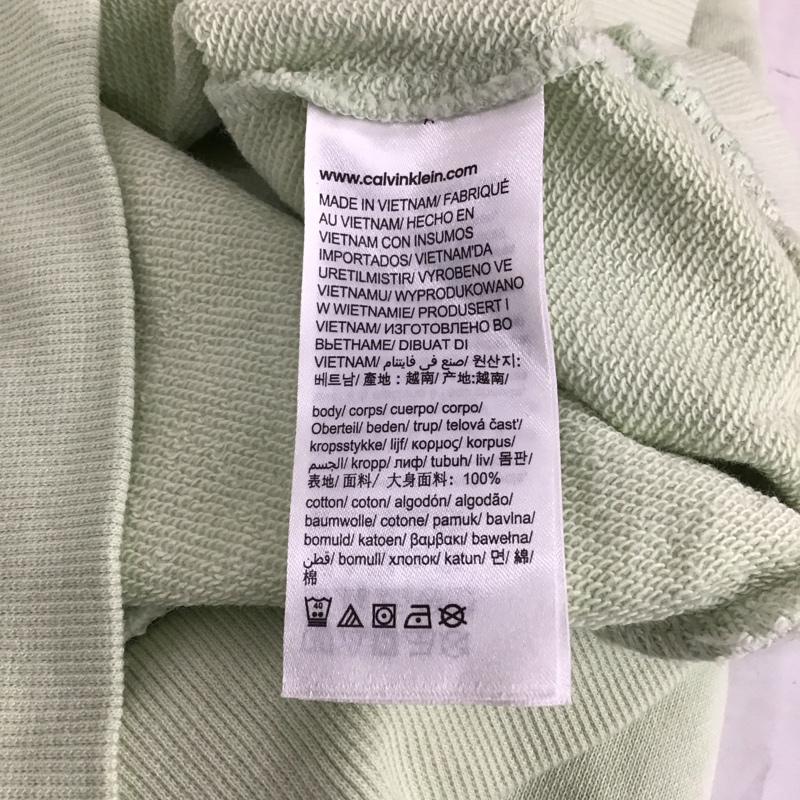 www.calvinklein.com
MADE IN VIETNAM/ FABRIQUÉ
AU VIETNAM/ HECHO EN
VIETNAM CON INSUMOS
IMPORTADOS/ VIETNAM'DA
URETILMISTIR/ VYROBENO VE
VIETNAMU/ WYPRODUKOWANO
W WIETNAMIE/ PRODUSERT I
VIETNAM/ ИЗГОТОВЛЕНО ВО
ВЬЕТНАМЕ/ DIBUAT DI
VIETNAM/ صنع في فايتنام/ 원산지:
베트남/ 產地：越南/ 产地:越南/
body/ corps/ cuerpo/ corpo/
Oberteil/ beden/ trup/ telová časť/
kropsstykke/ lijf/ κορμος/ korpus/
الجسم/ kropp/ лиф/ tubuh/ liv/ 몸판/
表地/ 面料/ 大身面料：100%
cotton/ coton/ algodón/ algodão/
baumwolle/ cotone/ pamuk/ bavlna/
bomuld/ katoen/ βαμβακι/ bawełna/
قطن/ bomull/ хлопок/ katun/ 면/ 綿/
棉
40